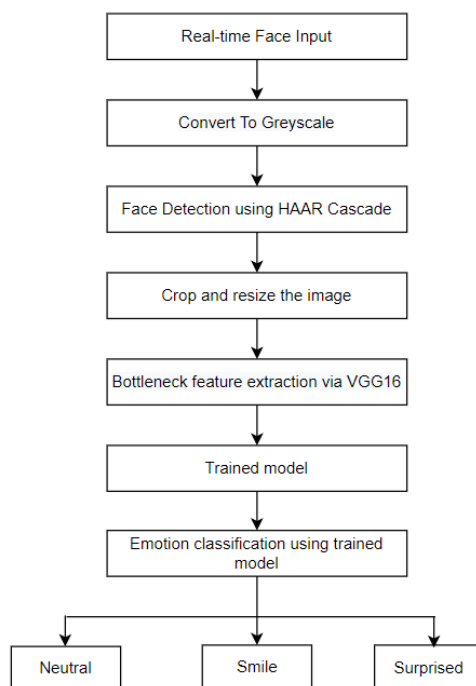 Real-time Face Input
Convert To Greyscale
Face Detection using HAAR Cascade
Crop and resize the image
Bottleneck feature extraction via VGG16
Trained model
Emotion classification using trained
model
Neutral
Smile
Surprised